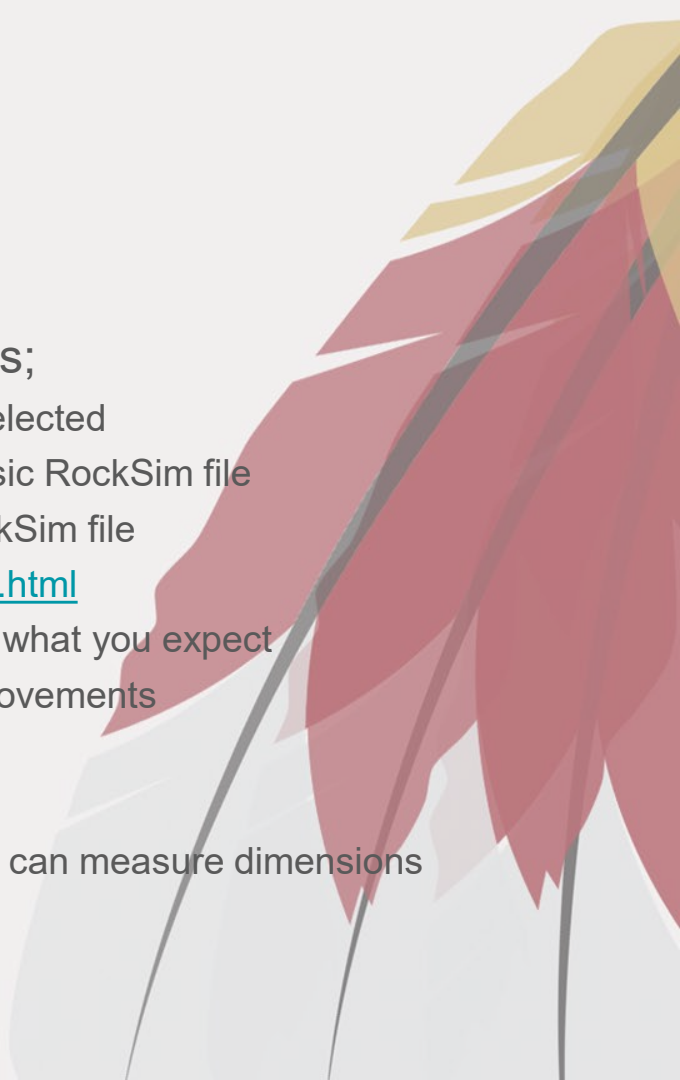 s;
elected
sic RockSim file
kSim file
.html
what you expect
ovements
can measure dimensions